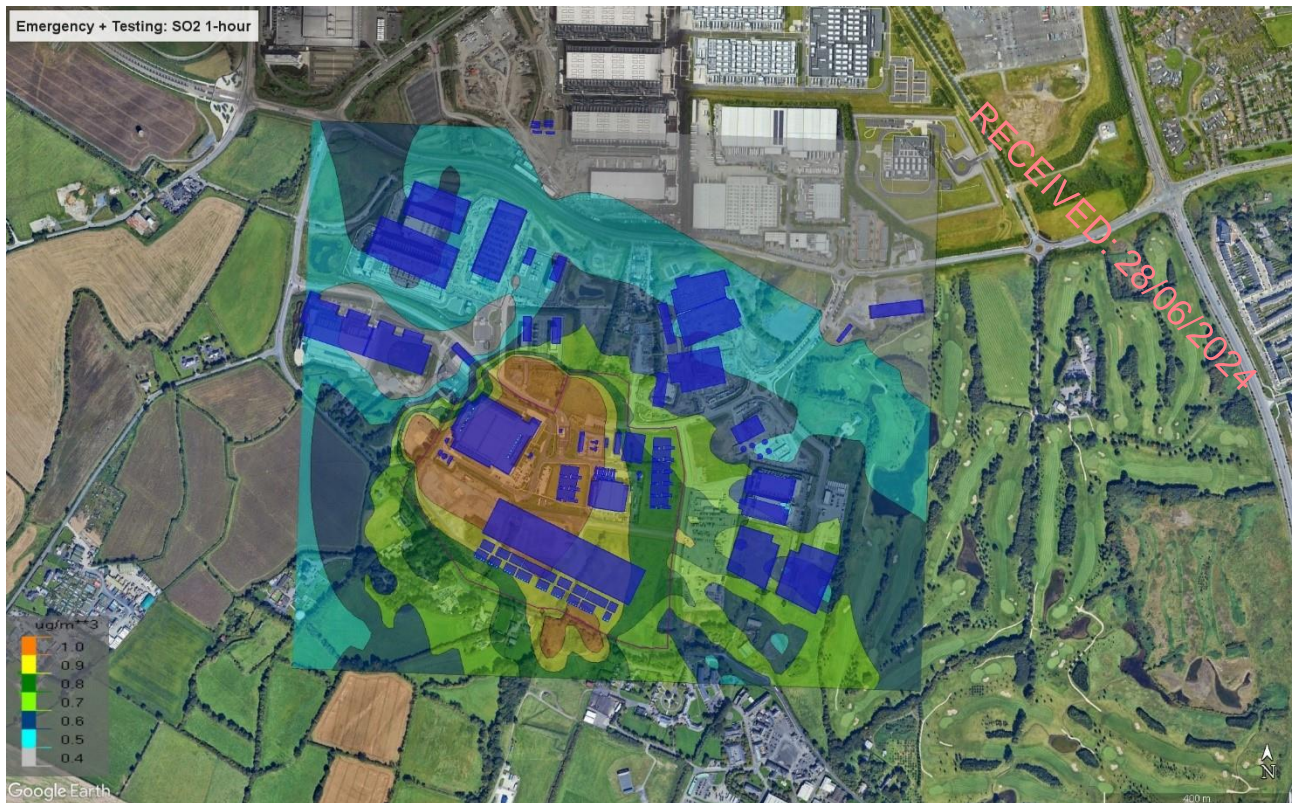 Emergency + Testing: SO2 1-hour
RECEIVED: 28/06/2024
ug/m**3
1.0
0.9
0.8
0.7
0.6
0.5
0.4
Google Earth
400 m
N